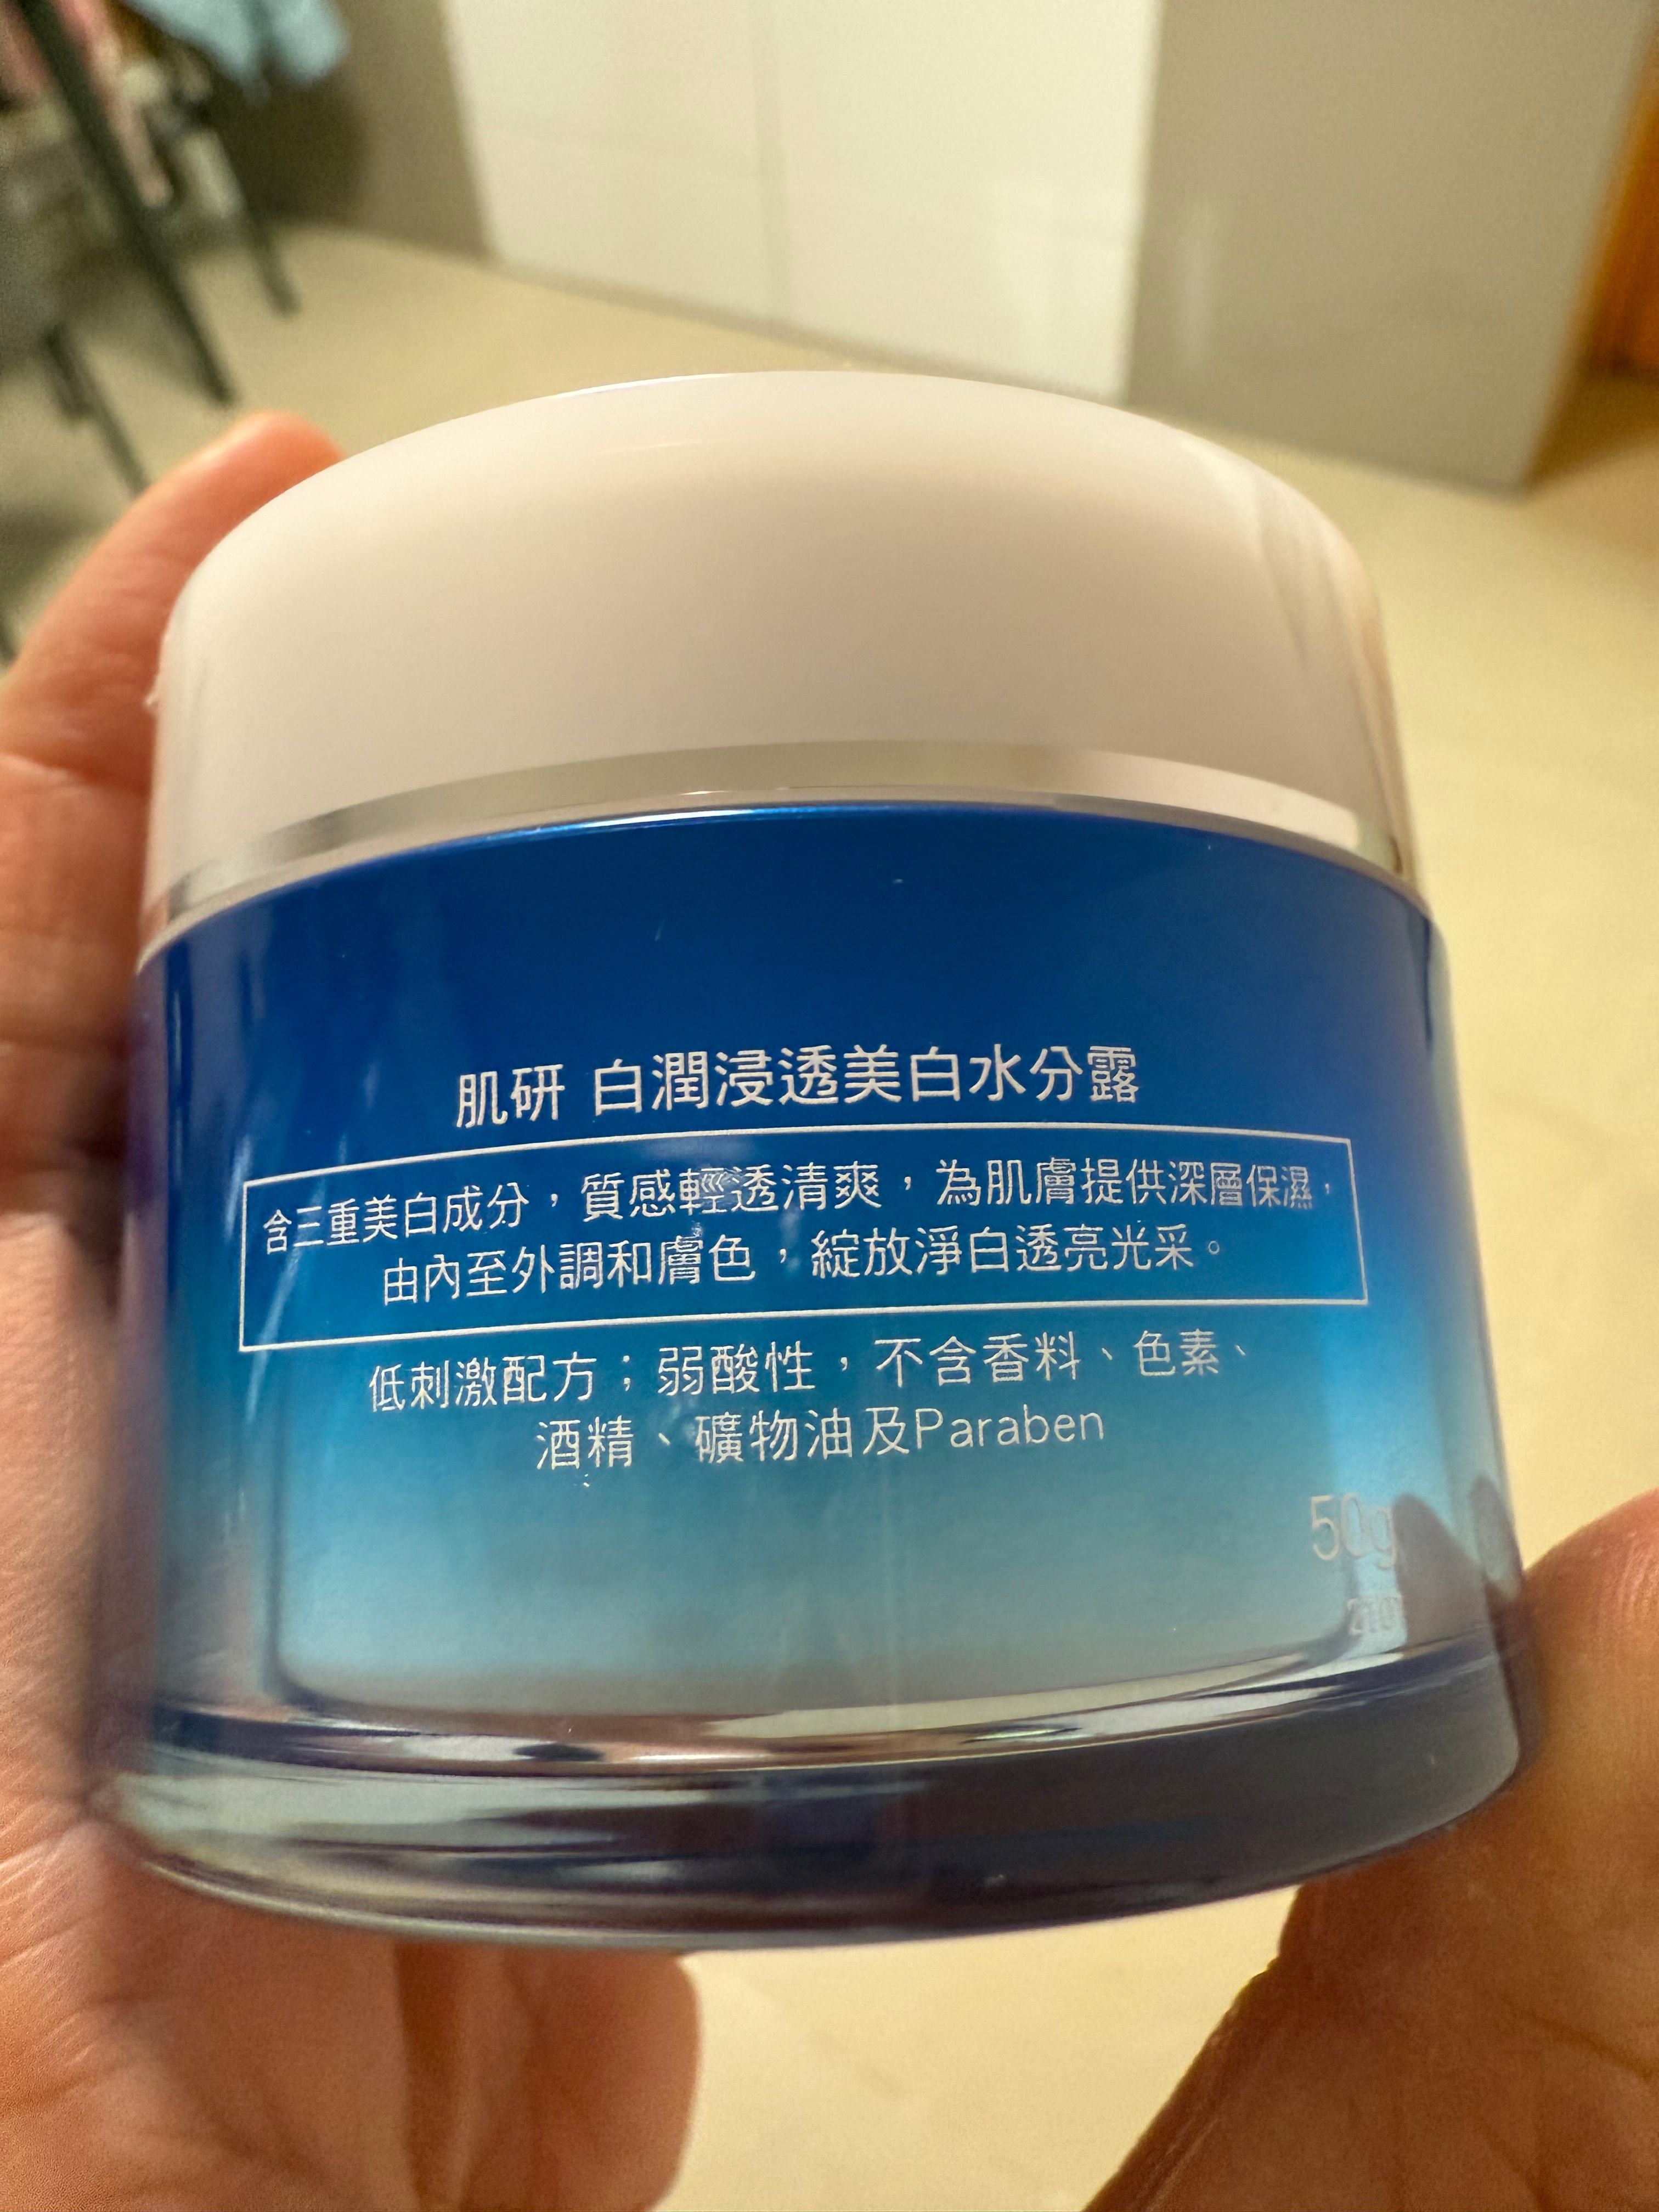 肌研 白潤浸透美白水分露
含三重美白成分，質感輕透清爽，為肌膚提供深層保濕，
由內至外調和膚色，綻放淨白透亮光采。
低刺激配方；弱酸性，不含香料、色素、
酒精、礦物油及Paraben
50g